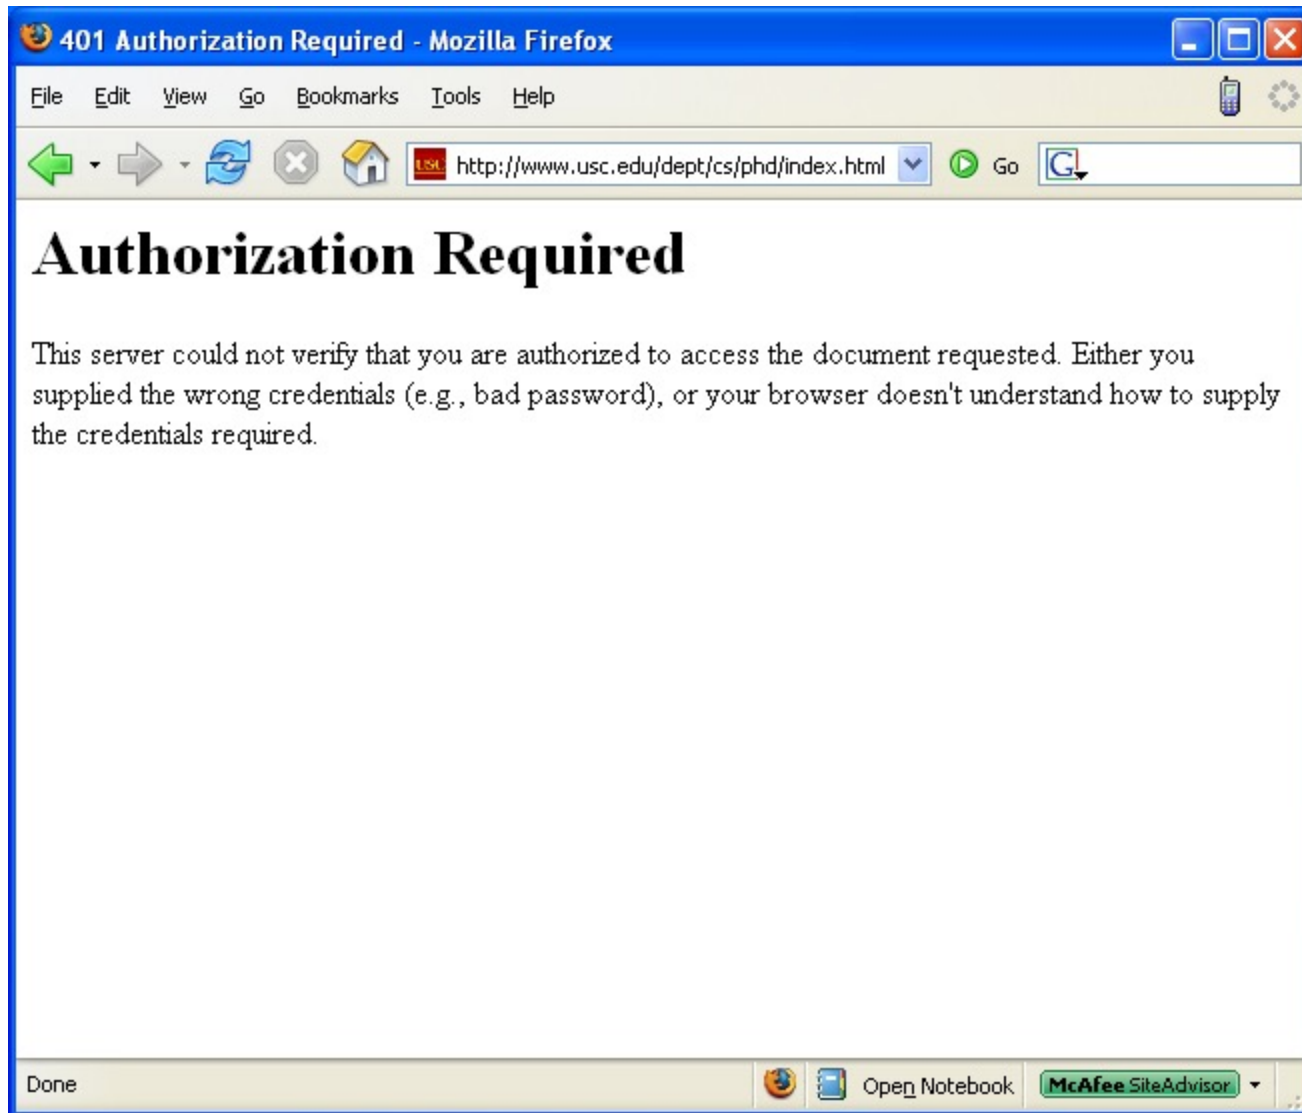 401 Authorization Required - Mozilla Firefox
File Edit View Go Bookmarks Tools Help
USC http://www.usc.edu/dept/cs/phd/index.html Go G
Authorization Required
This server could not verify that you are authorized to access the document requested. Either you
supplied the wrong credentials (e.g., bad password), or your browser doesn't understand how to supply
the credentials required.
Done Open Notebook McAfee SiteAdvisor